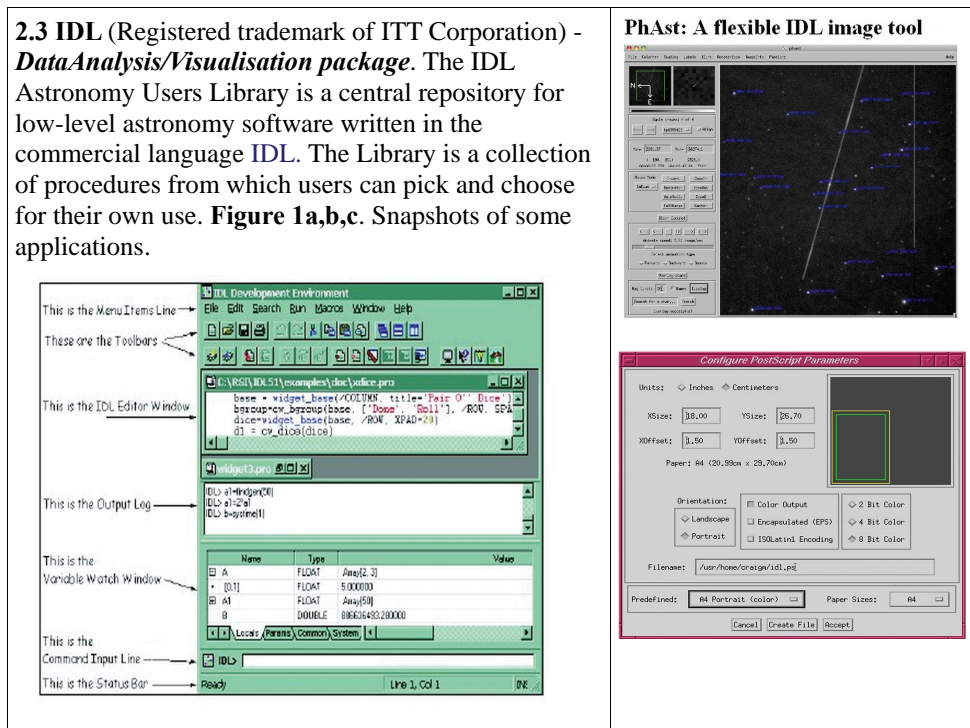 2.3 IDL (Registered trademark of ITT Corporation) -
DataAnalysis/Visualisation package. The IDL
Astronomy Users Library is a central repository for
low-level astronomy software written in the
commercial language IDL. The Library is a collection
of procedures from which users can pick and choose
for their own use. Figure 1a,b,c. Snapshots of some
applications.
This is the Menu Items Line
These are the Toolbars
This is the IDL Editor Window
This is the Output Log
This is the
Variable Watch Window
This is the
Command Input Line
This is the Status Bar
IDL Development Environment
File Edit Search Run Macros Window Help
C:\RSI\IDL51\examples\doc\xdice.pro
base = widget_base(/COLUMN, title='Pair O'' Dice')
bgroup=cw_bgroup(base, ['Done', 'Roll'], /ROW, SPA
dice=widget_base(base, /ROW, XPAD=20)
d1 = cw_dice(dice)
widget3.pro
IDL> a1=findgen(50)
IDL> a1=2*a1
IDL> b=systime(1)
Name Type Value
A FLOAT Array[2, 3]
[0,1] FLOAT 5.000000
A1 FLOAT Array[50]
B DOUBLE 886636493.280000
Locals Params Common System
IDL>
Ready Line 1, Col 1
PhAst: A flexible IDL image tool
phast
File ColorMap Scaling Labels Blink ImageInfo Pipeline Help
N
E
Configure PostScript Parameters
Units: Inches Centimeters
XSize: 18.00 YSize: 26.70
XOffset: 1.50 YOffset: 1.50
Paper: A4 (20.99cm x 29.70cm)
Orientation:
Landscape
Portrait
Color Output
Encapsulated (EPS)
ISOLatin1 Encoding
2 Bit Color
4 Bit Color
8 Bit Color
Filename: /usr/home/craigm/idl.ps
Predefined: A4 Portrait (color) Paper Sizes: A4
Cancel Create File Accept